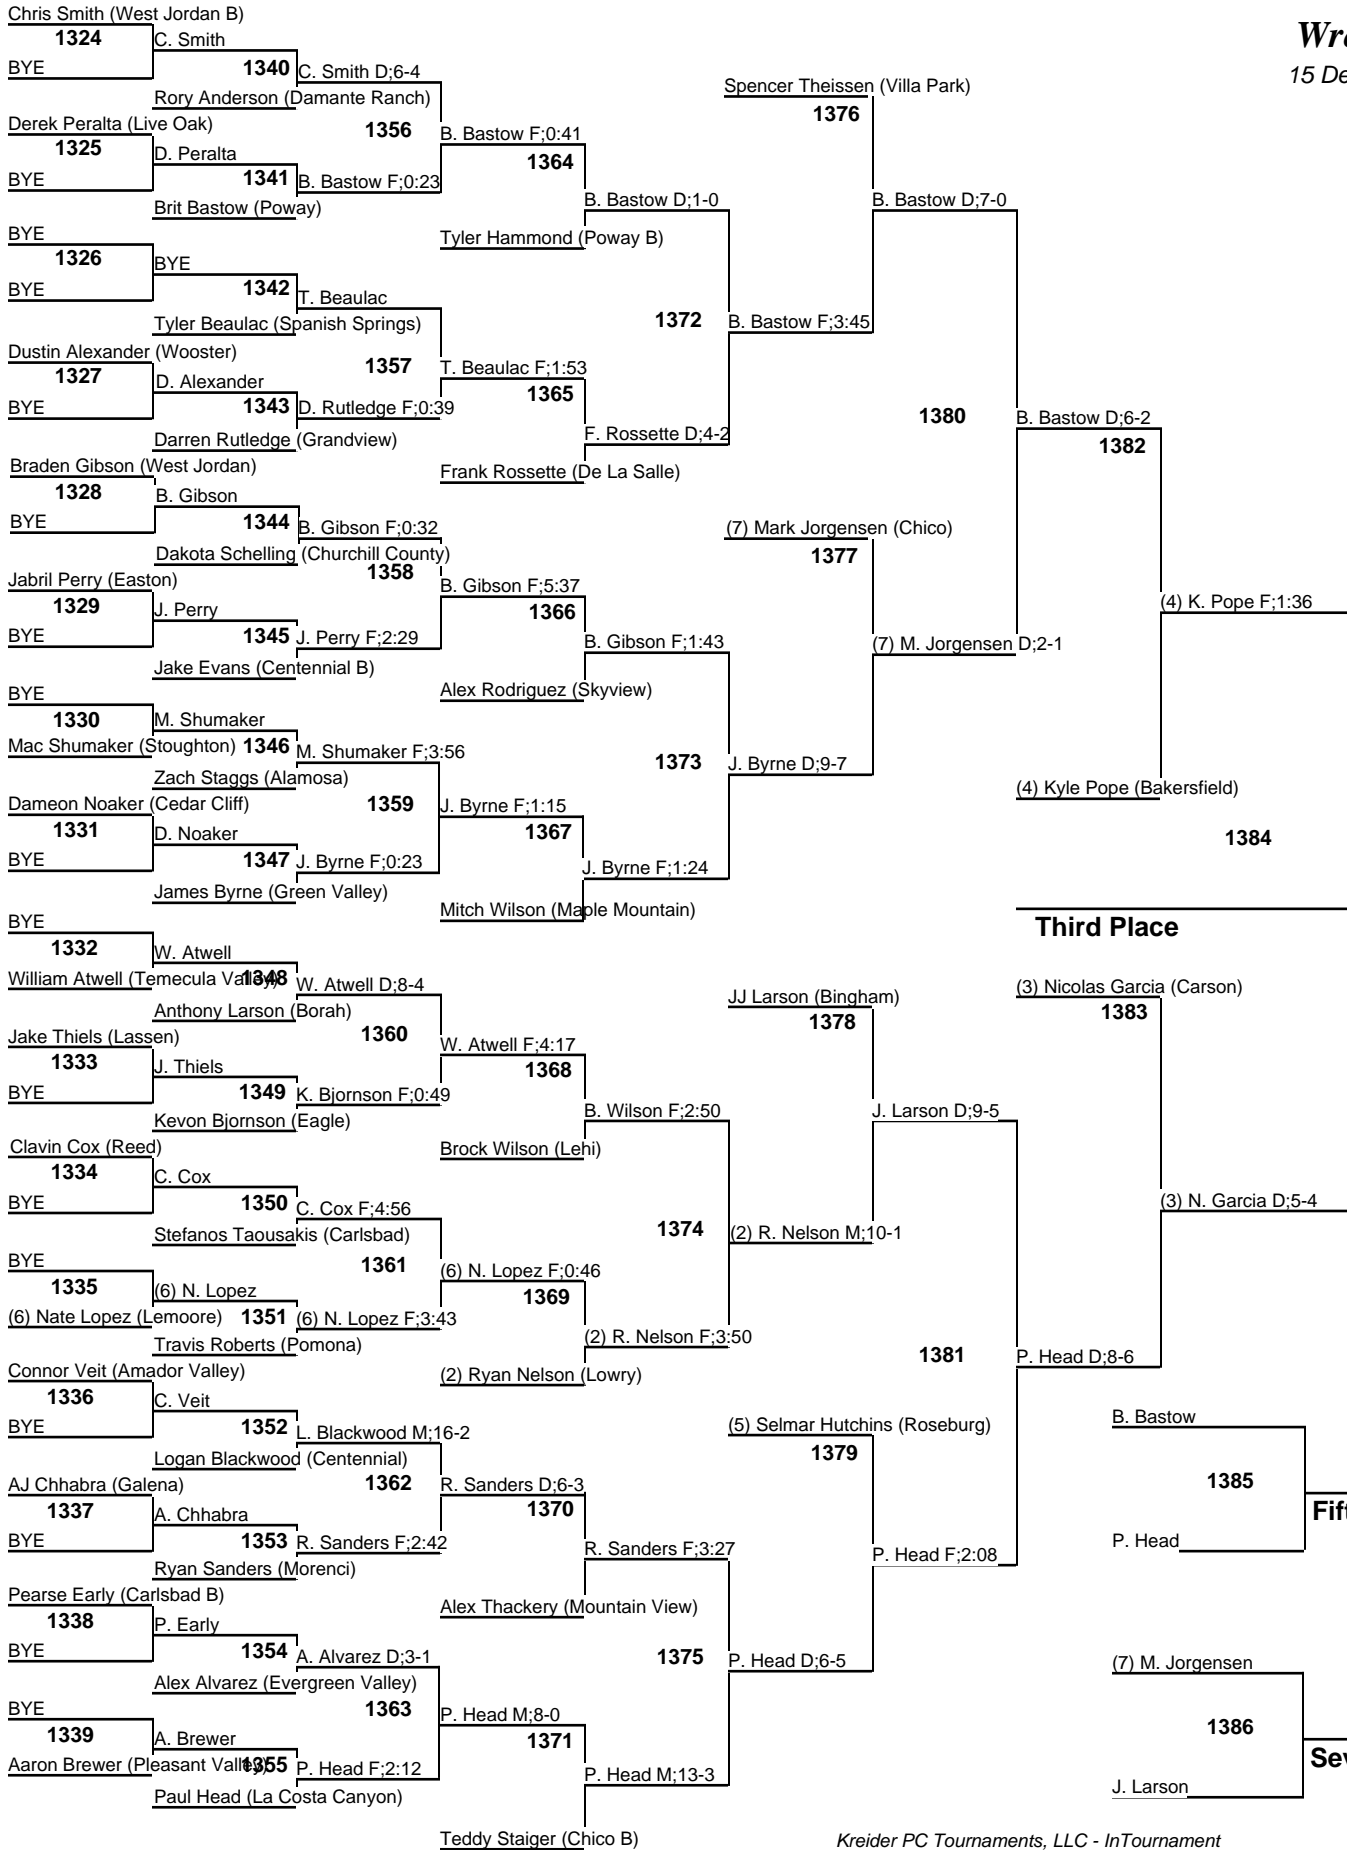 Chris Smith (West Jordan B)
1324
C. Smith
BYE
1340
C. Smith D;6-4
Rory Anderson (Damante Ranch)
Derek Peralta (Live Oak)
1356
B. Bastow F;0:41
1325
D. Peralta
1364
BYE
1341
B. Bastow F;0:23
Brit Bastow (Poway)
B. Bastow D;1-0
BYE
Tyler Hammond (Poway B)
1326
BYE
BYE
1342
T. Beaulac
Tyler Beaulac (Spanish Springs)
1372
B. Bastow F;3:45
Dustin Alexander (Wooster)
1357
T. Beaulac F;1:53
1327
D. Alexander
1365
BYE
1343
D. Rutledge F;0:39
Darren Rutledge (Grandview)
F. Rossette D;4-2
Frank Rossette (De La Salle)
Spencer Theissen (Villa Park)
1376
B. Bastow D;7-0
1380
B. Bastow D;6-2
1382
Braden Gibson (West Jordan)
1328
B. Gibson
BYE
1344
B. Gibson F;0:32
Dakota Schelling (Churchill County)
1358
(7) Mark Jorgensen (Chico)
1377
Jabril Perry (Easton)
B. Gibson F;5:37
1329
J. Perry
1366
BYE
1345
J. Perry F;2:29
B. Gibson F;1:43
Jake Evans (Centennial B)
Alex Rodriguez (Skyview)
(7) M. Jorgensen D;2-1
(4) K. Pope F;1:36
BYE
1330
M. Shumaker
Mac Shumaker (Stoughton)
1346
M. Shumaker F;3:56
Zach Staggs (Alamosa)
1373
J. Byrne D;9-7
Dameon Noaker (Cedar Cliff)
1359
J. Byrne F;1:15
(4) Kyle Pope (Bakersfield)
1331
D. Noaker
1367
1384
BYE
1347
J. Byrne F;0:23
J. Byrne F;1:24
James Byrne (Green Valley)
Mitch Wilson (Maple Mountain)
Third Place
BYE
1332
W. Atwell
William Atwell (Temecula Valley)
1348
W. Atwell D;8-4
Anthony Larson (Borah)
JJ Larson (Bingham)
1378
(3) Nicolas Garcia (Carson)
1383
Jake Thiels (Lassen)
1360
W. Atwell F;4:17
1333
J. Thiels
1368
BYE
1349
K. Bjornson F;0:49
Kevon Bjornson (Eagle)
B. Wilson F;2:50
J. Larson D;9-5
Clavin Cox (Reed)
Brock Wilson (Lehi)
1334
C. Cox
BYE
1350
C. Cox F;4:56
(3) N. Garcia D;5-4
Stefanos Taousakis (Carlsbad)
1374
(2) R. Nelson M;10-1
BYE
1361
(6) N. Lopez F;0:46
1335
(6) N. Lopez
1369
(6) Nate Lopez (Lemoore)
1351
(6) N. Lopez F;3:43
Travis Roberts (Pomona)
(2) R. Nelson F;3:50
1381
P. Head D;8-6
Connor Veit (Amador Valley)
(2) Ryan Nelson (Lowry)
1336
C. Veit
BYE
1352
L. Blackwood M;16-2
Logan Blackwood (Centennial)
(5) Selmar Hutchins (Roseburg)
1379
B. Bastow
AJ Chhabra (Galena)
1362
R. Sanders D;6-3
1385
1337
A. Chhabra
1370
Fift
BYE
1353
R. Sanders F;2:42
R. Sanders F;3:27
P. Head F;2:08
P. Head
Ryan Sanders (Morenci)
Pearse Early (Carlsbad B)
Alex Thackery (Mountain View)
1338
P. Early
BYE
1354
A. Alvarez D;3-1
1375
P. Head D;6-5
(7) M. Jorgensen
Alex Alvarez (Evergreen Valley)
BYE
1363
P. Head M;8-0
1386
1339
A. Brewer
1371
Sev
Aaron Brewer (Pleasant Valley)
1355
P. Head F;2:12
P. Head M;13-3
J. Larson
Paul Head (La Costa Canyon)
Teddy Staiger (Chico B)
Kreider PC Tournaments, LLC - InTournament
Wre
15 De